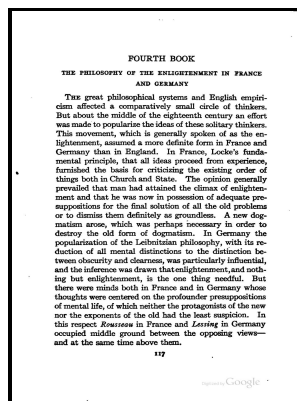 FOURTH BOOK
THE PHILOSOPHY OF THE ENLIGHTENMENT IN FRANCE
AND GERMANY
THE great philosophical systems and English empiri-
cism affected a comparatively small circle of thinkers.
But about the middle of the eighteenth century an effort
was made to popularize the ideas of these solitary thinkers.
This movement, which is generally spoken of as the en-
lightenment, assumed a more definite form in France and
Germany than in England. In France, Locke's funda-
mental principle, that all ideas proceed from experience,
furnished the basis for criticizing the existing order of
things both in Church and State. The opinion generally
prevailed that man had attained the climax of enlighten-
ment and that he was now in possession of adequate pre-
suppositions for the final solution of all the old problems
or to dismiss them definitely as groundless. A new dog-
matism arose, which was perhaps necessary in order to
destroy the old form of dogmatism. In Germany the
popularization of the Leibnitzian philosophy, with its re-
duction of all mental distinctions to the distinction be-
tween obscurity and clearness, was particularly influential,
and the inference was drawn that enlightenment, and noth-
ing but enlightenment, is the one thing needful. But
there were minds both in France and in Germany whose
thoughts were centered on the profounder presuppositions
of mental life, of which neither the protagonists of the new
nor the exponents of the old had the least suspicion. In
this respect Rousseau in France and Lessing in Germany
occupied middle ground between the opposing views—
and at the same time above them.
117
Digitized by Google